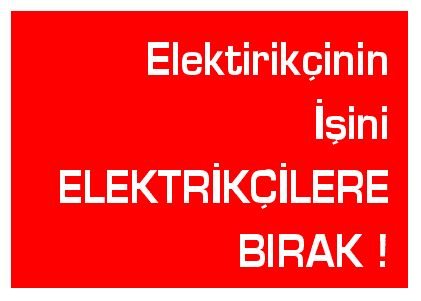 Elektirikçinin
İşini
ELEKTRİKÇİLERE
BIRAK !